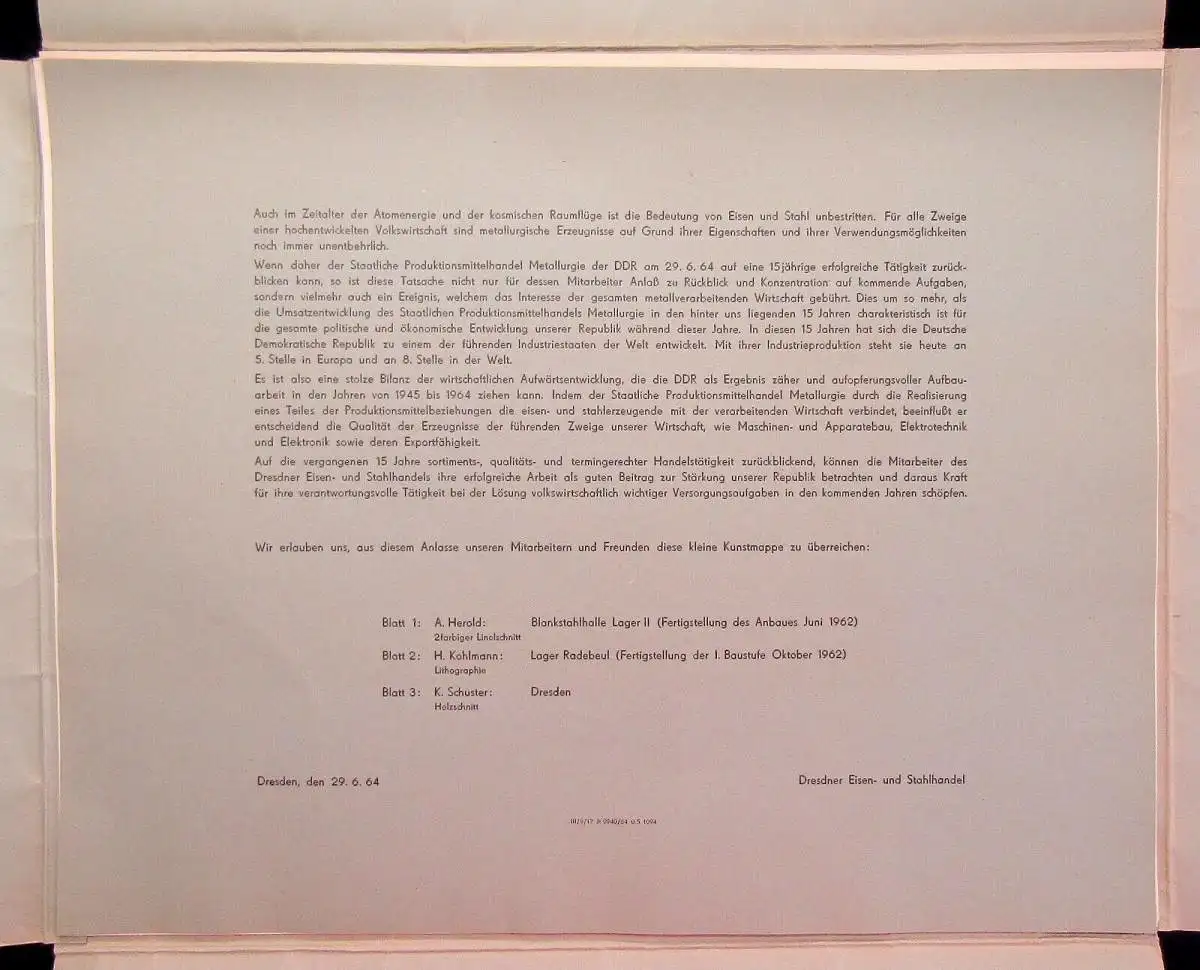 Auch im Zeitalter der Atomenergie und der kosmischen Raumflüge ist die Bedeutung von Eisen und Stahl unbestritten. Für alle Zweige
einer hochentwickelten Volkswirtschaft sind metallurgische Erzeugnisse auf Grund ihrer Eigenschaften und ihrer Verwendungsmöglichkeiten
noch immer unentbehrlich.
Wenn daher der Staatliche Produktionsmittelhandel Metallurgie der DDR am 29. 6. 64 auf eine 15jährige erfolgreiche Tätigkeit zurück-
blicken kann, so ist diese Tatsache nicht nur für dessen Mitarbeiter Anlaß zu Rückblick und Konzentration auf kommende Aufgaben,
sondern vielmehr auch ein Ereignis, welchem das Interesse der gesamten metallverarbeitenden Wirtschaft gebührt. Dies um so mehr, als
die Umsatzentwicklung des Staatlichen Produktionsmittelhandels Metallurgie in den hinter uns liegenden 15 Jahren charakteristisch ist für
die gesamte politische und ökonomische Entwicklung unserer Republik während dieser Jahre. In diesen 15 Jahren hat sich die Deutsche
Demokratische Republik zu einem der führenden Industriestaaten der Welt entwickelt. Mit ihrer Industrieproduktion steht sie heute an
5. Stelle in Europa und an 8. Stelle in der Welt.
Es ist also eine stolze Bilanz der wirtschaftlichen Aufwärtsentwicklung, die die DDR als Ergebnis zäher und aufopferungsvoller Aufbau-
arbeit in den Jahren von 1945 bis 1964 ziehen kann. Indem der Staatliche Produktionsmittelhandel Metallurgie durch die Realisierung
eines Teiles der Produktionsmittelbeziehungen die eisen- und stahlerzeugende mit der verarbeitenden Wirtschaft verbindet, beeinflußt er
entscheidend die Qualität der Erzeugnisse der führenden Zweige unserer Wirtschaft, wie Maschinen- und Apparatebau, Elektrotechnik
und Elektronik sowie deren Exportfähigkeit.
Auf die vergangenen 15 Jahre sortiments-, qualitäts- und termingerechter Handelstätigkeit zurückblickend, können die Mitarbeiter des
Dresdner Eisen- und Stahlhandels ihre erfolgreiche Arbeit als guten Beitrag zur Stärkung unserer Republik betrachten und daraus Kraft
für ihre verantwortungsvolle Tätigkeit bei der Lösung volkswirtschaftlich wichtiger Versorgungsaufgaben in den kommenden Jahren schöpfen.
Wir erlauben uns, aus diesem Anlasse unseren Mitarbeitern und Freunden diese kleine Kunstmappe zu überreichen:
Blatt 1: A. Herold: Blankstahlhalle Lager II (Fertigstellung des Anbaues Juni 1962)
2farbiger Linolschnitt
Blatt 2: H. Kohlmann: Lager Radebeul (Fertigstellung der I. Baustufe Oktober 1962)
Lithographie
Blatt 3: K. Schuster: Dresden
Holzschnitt
Dresden, den 29. 6. 64 Dresdner Eisen- und Stahlhandel